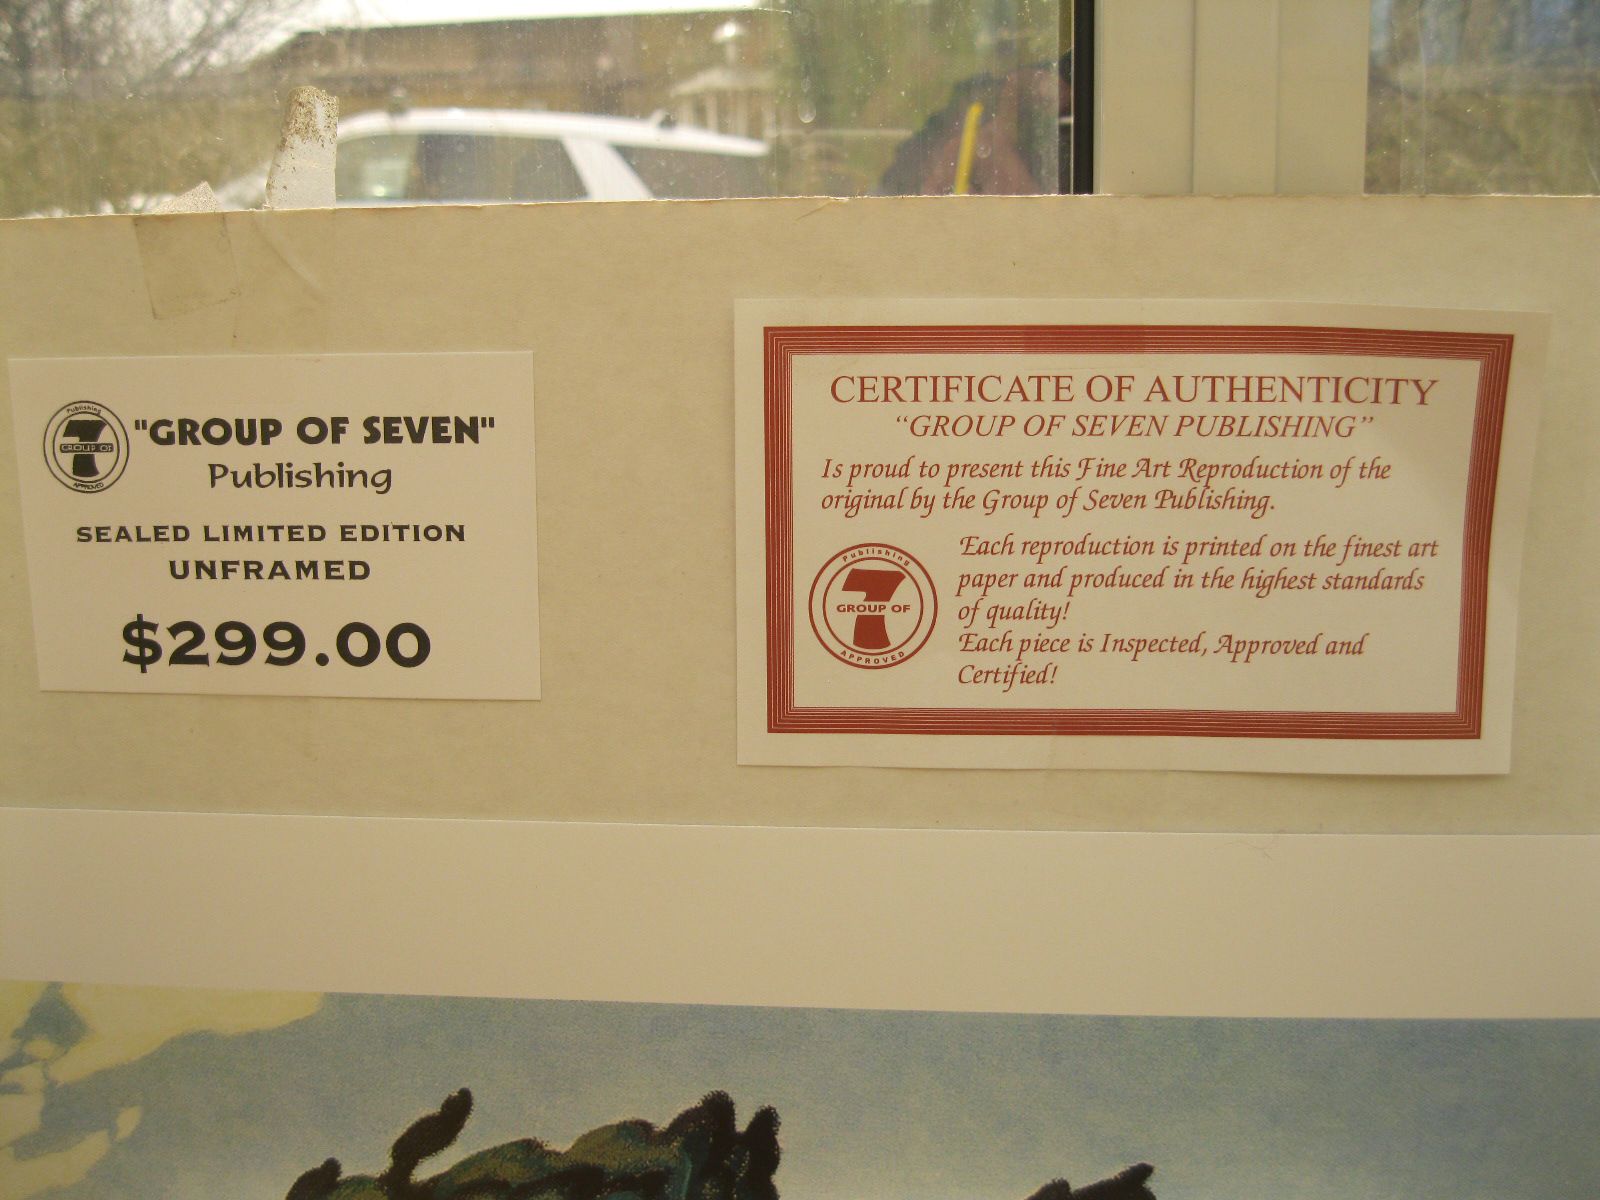 Publishing
GROUP OF
APPROVED
"GROUP OF SEVEN"
Publishing
SEALED LIMITED EDITION
UNFRAMED
$299.00
CERTIFICATE OF AUTHENTICITY
“GROUP OF SEVEN PUBLISHING”
Is proud to present this Fine Art Reproduction of the
original by the Group of Seven Publishing.
Publishing
7
GROUP OF
APPROVED
Each reproduction is printed on the finest art
paper and produced in the highest standards
of quality!
Each piece is Inspected, Approved and
Certified!